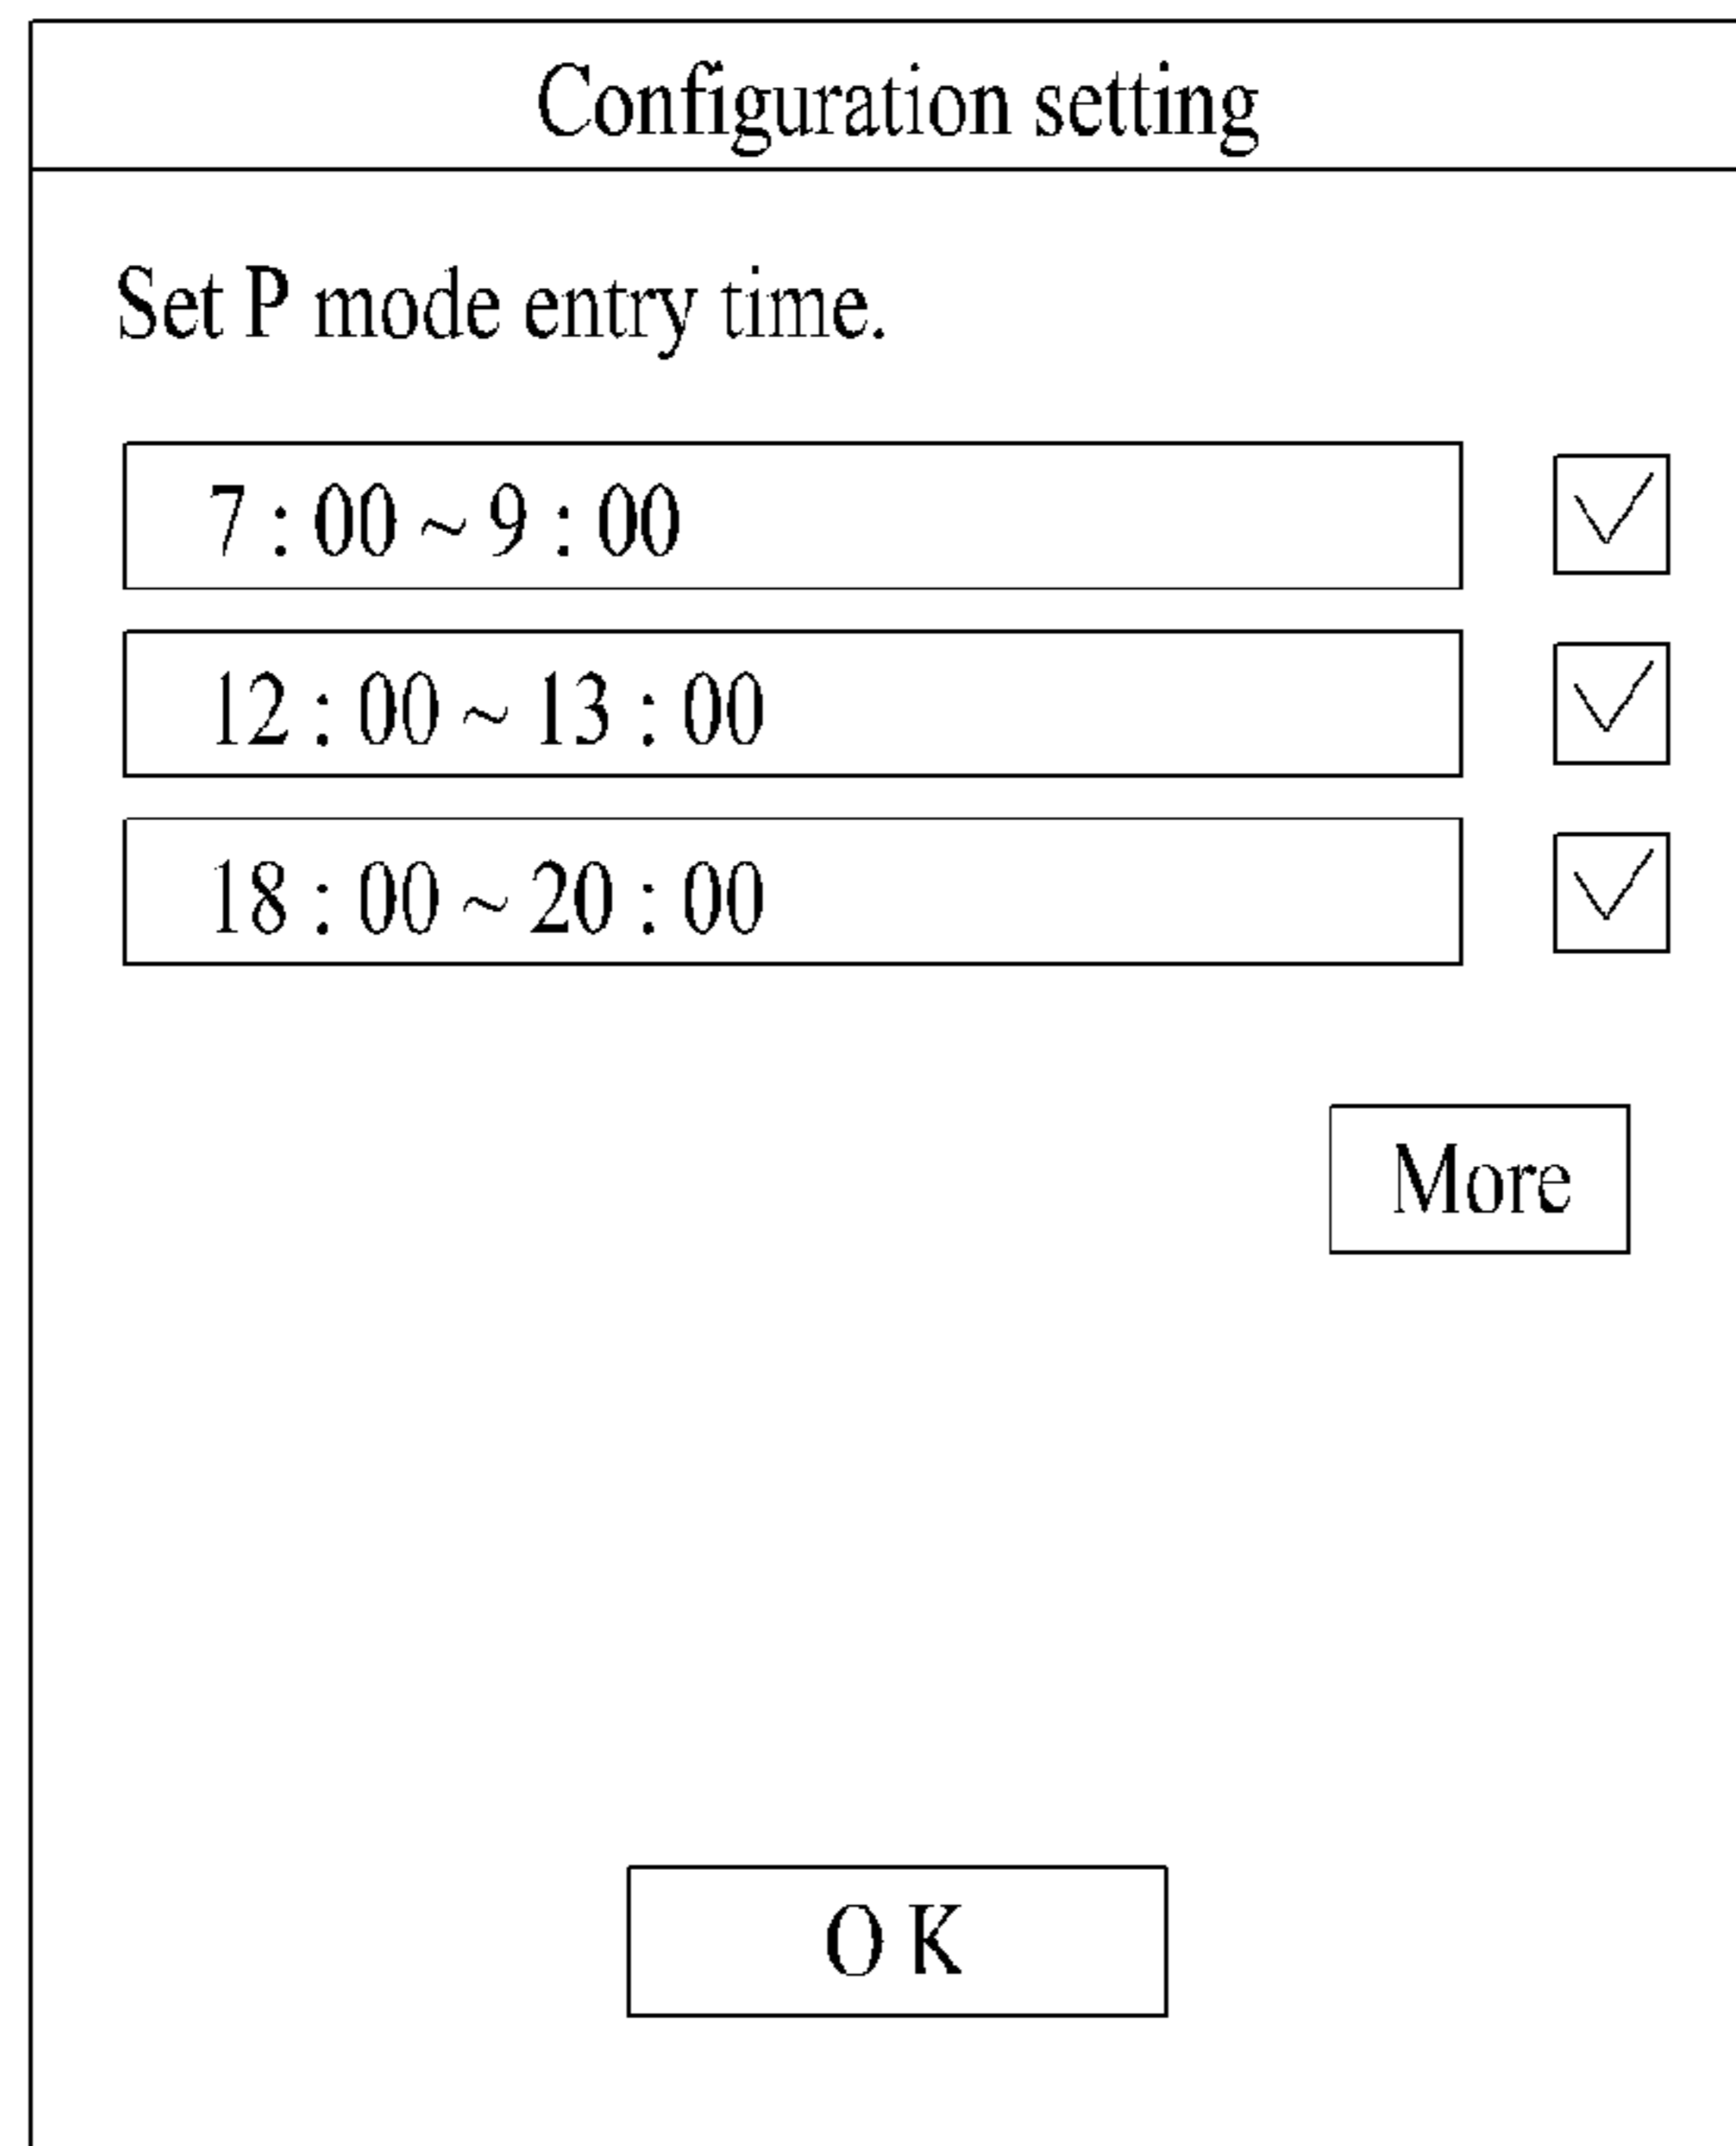 Configuration setting
Set P mode entry time.
7 : 00 ~ 9 : 00
12 : 00 ~ 13 : 00
18 : 00 ~ 20 : 00
More
O K